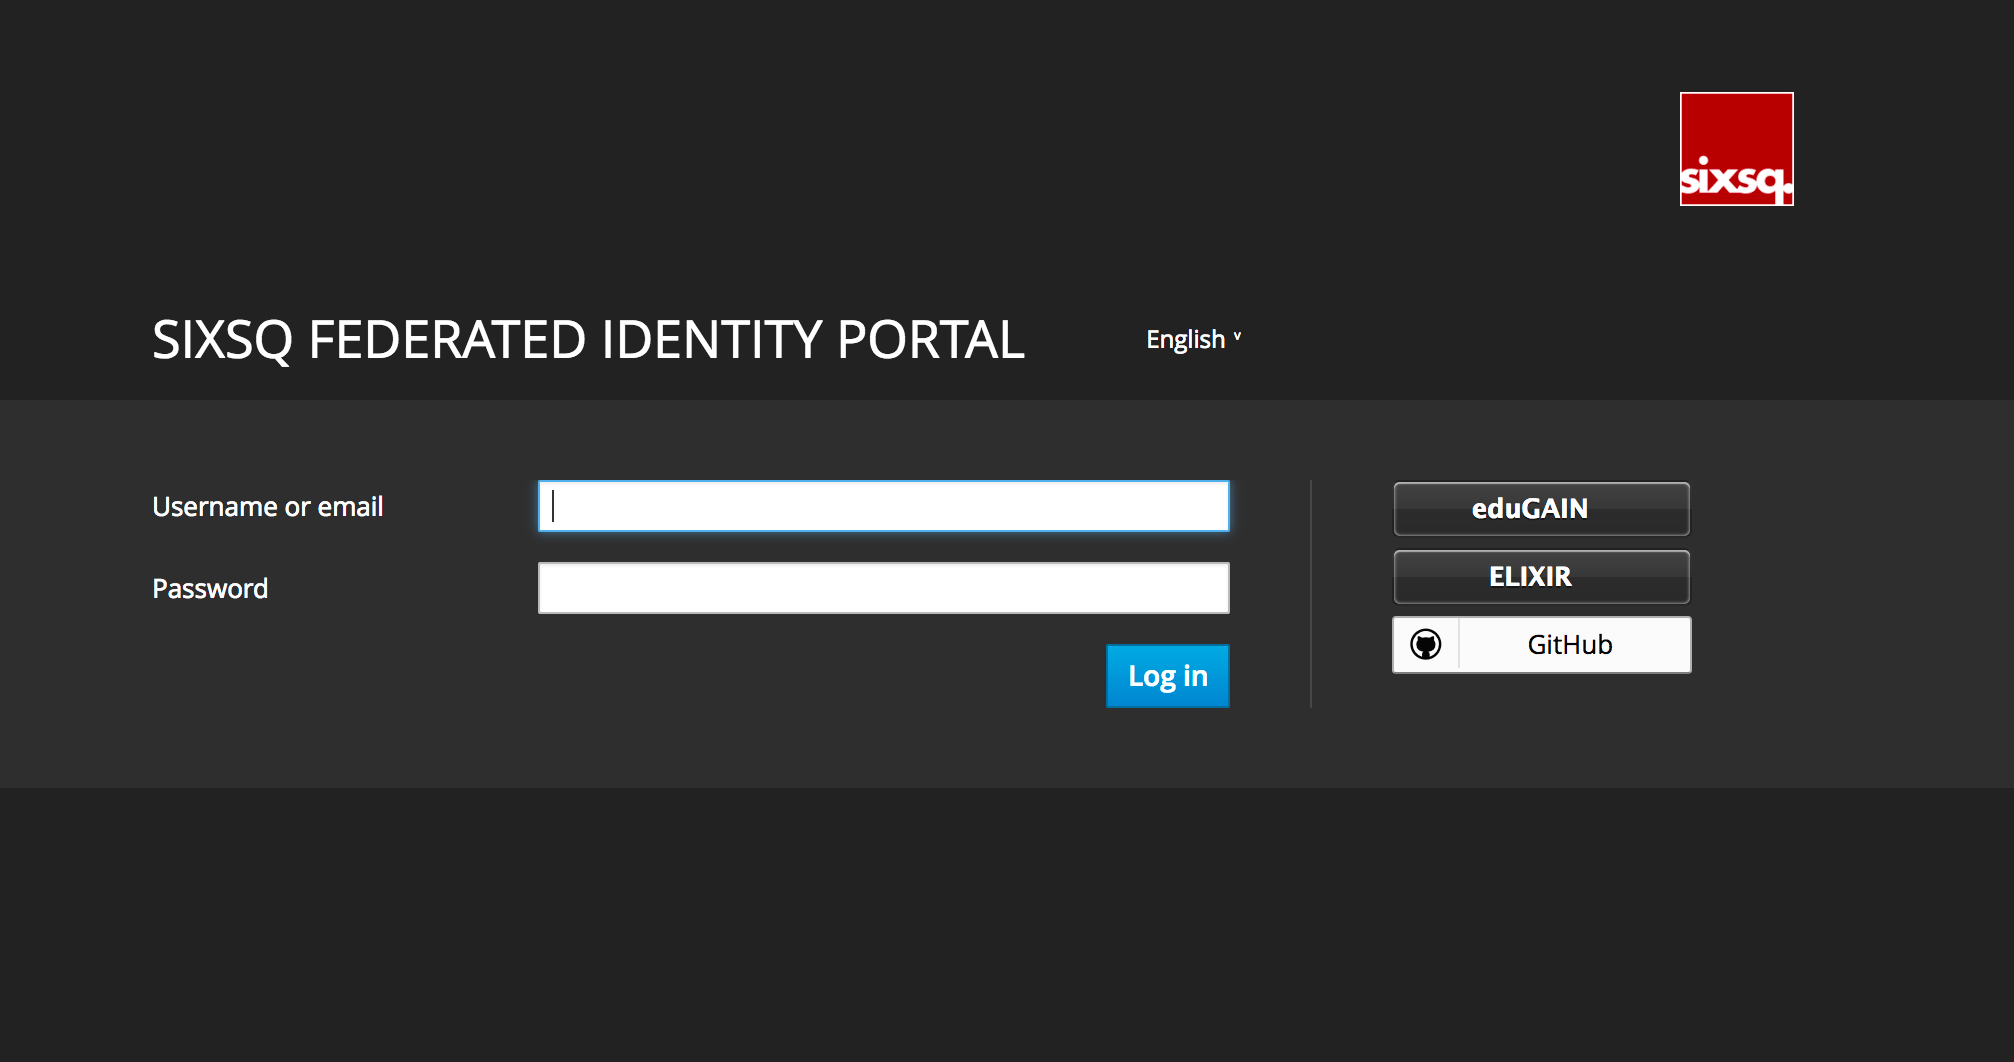 sixsq.
SIXSQ FEDERATED IDENTITY PORTAL
English
Username or email
Password
Log in
eduGAIN
ELIXIR
GitHub